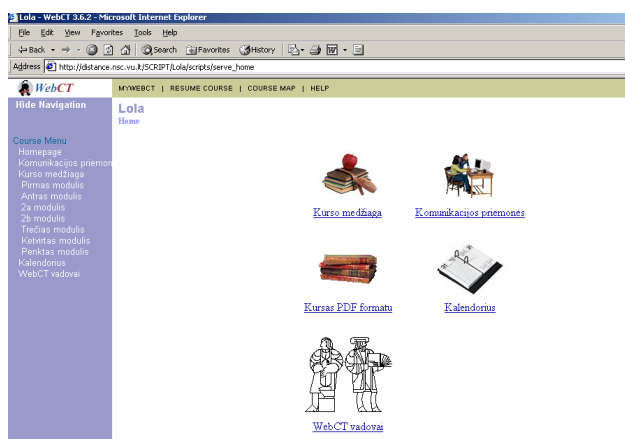 Lola - WebCT 3.6.2 - Microsoft Internet Explorer
File Edit View Favorites Tools Help
Back Search Favorites History
Address http://distance.nsc.vu.lt/SCRIPT/Lola/scripts/serve_home
WebCT MYWEBCT | RESUME COURSE | COURSE MAP | HELP
Hide Navigation
Lola
Home
Course Menu
Homepage
Komunikacijos priemon
Kurso medžiaga
Pirmas modulis
Antras modulis
2a modulis
2b modulis
Trečias modulis
Ketvirtas modulis
Penktas modulis
Kalendorius
WebCT vadovai
Kurso medžiaga Komunikacijos priemonės
Kursas PDF formatu Kalendorius
WebCT vadovai